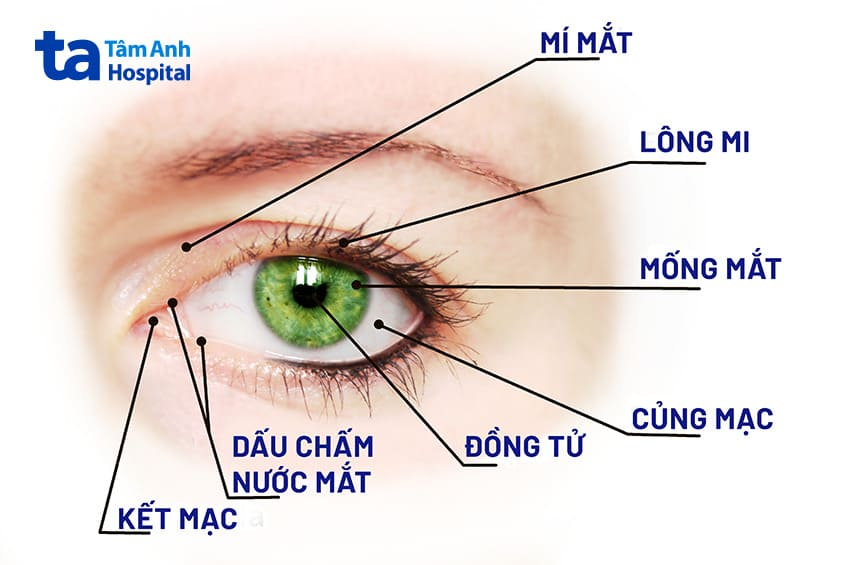 ta Tâm Anh
Hospital
MÍ MẮT
LÔNG MI
MỐNG MẮT
CỦNG MẠC
ĐỒNG TỬ
DẤU CHẤM
NƯỚC MẮT
KẾT MẠC